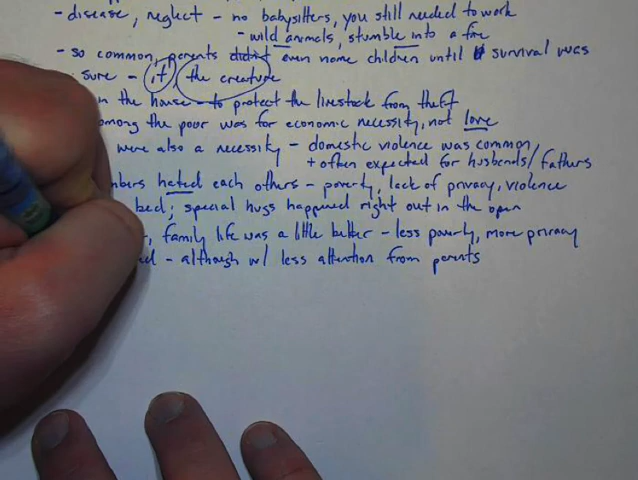 - disease, neglect - no babysitters, you still needed to work
- wild animals, stumble into a fire
- so common, parents didn't even name children until survival was
sure - "it", "the creature"
in the house - to protect the livestock from theft
among the poor was for economic necessity, not love
were also a necessity - domestic violence was common
+ often expected for husbands/fathers
mbers hated each others - poverty, lack of privacy, violence
bed; special hugs happened right out in the open
, family life was a little better - less poverty, more privacy
- although w/ less attention from parents